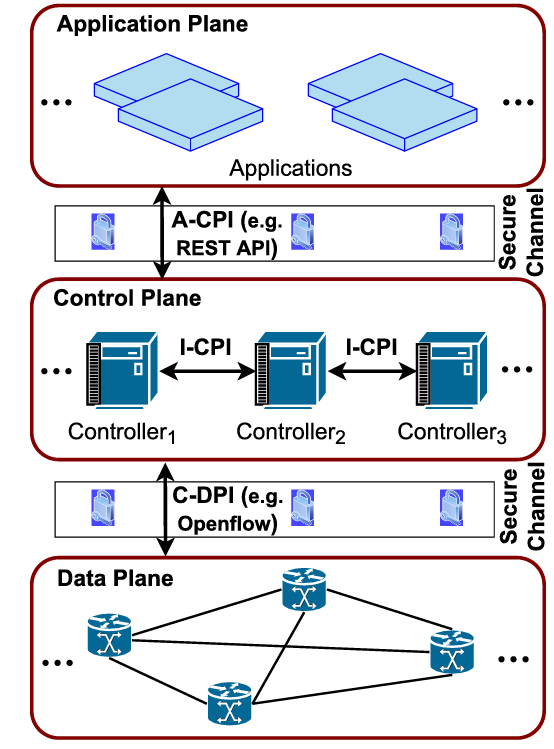 Application Plane
... ...
Applications
A-CPI (e.g.
REST API)
Secure
Channel
Control Plane
I-CPI I-CPI
... ...
Controller₁ Controller₂ Controller₃
C-DPI (e.g.
Openflow)
Secure
Channel
Data Plane
... ...